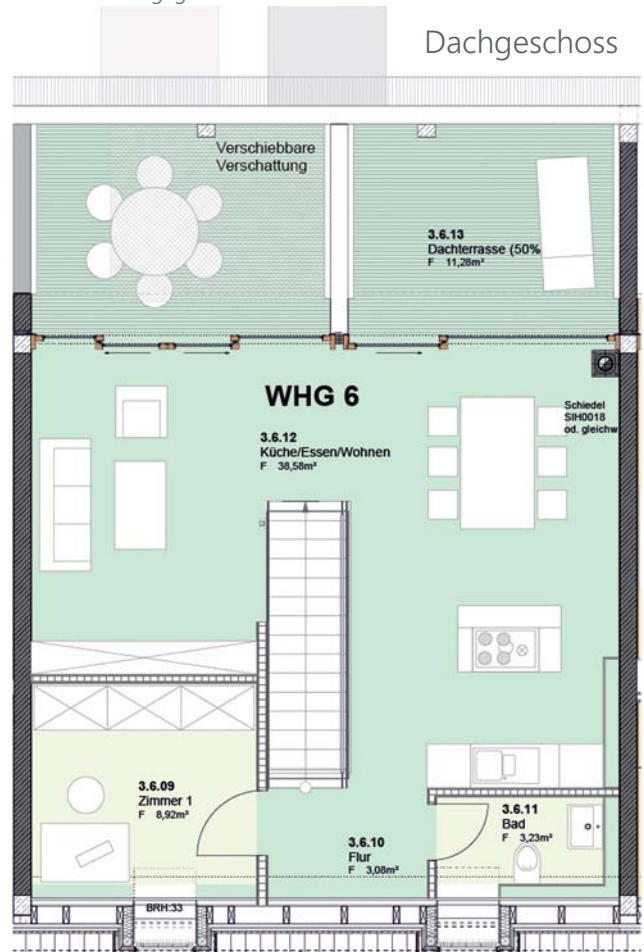 Dachgeschoss
Verschiebbare
Verschattung
3.6.13
Dachterrasse (50%
F 11,28m²
WHG 6
Schiedel
SIH0018
od. gleichw
3.6.12
Küche/Essen/Wohnen
F 38,58m²
3.6.09
Zimmer 1
F 8,92m²
3.6.11
Bad
F 3,23m²
3.6.10
Flur
F 3,08m²
BRH:33